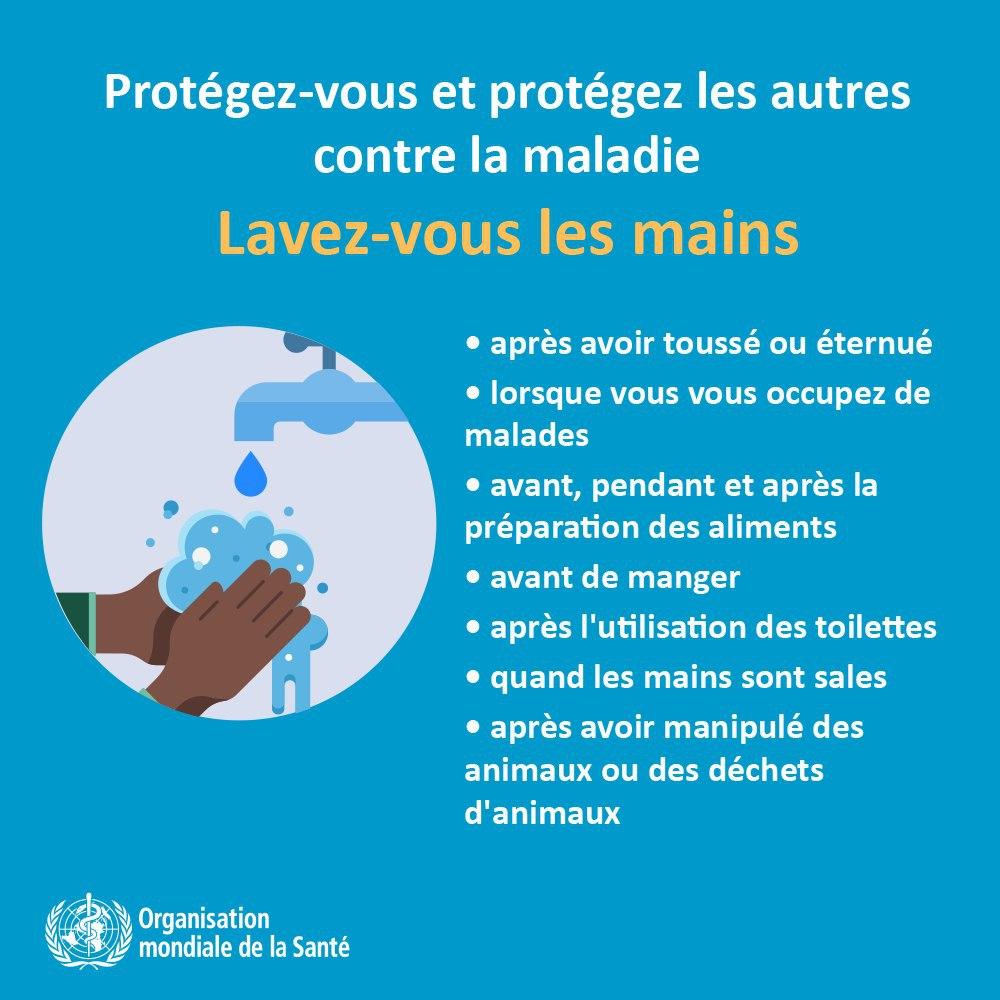 Protégez-vous et protégez les autres
contre la maladie
Lavez-vous les mains
• après avoir toussé ou éternué
• lorsque vous vous occupez de
malades
• avant, pendant et après la
préparation des aliments
• avant de manger
• après l'utilisation des toilettes
• quand les mains sont sales
• après avoir manipulé des
animaux ou des déchets
d'animaux
Organisation
mondiale de la Santé